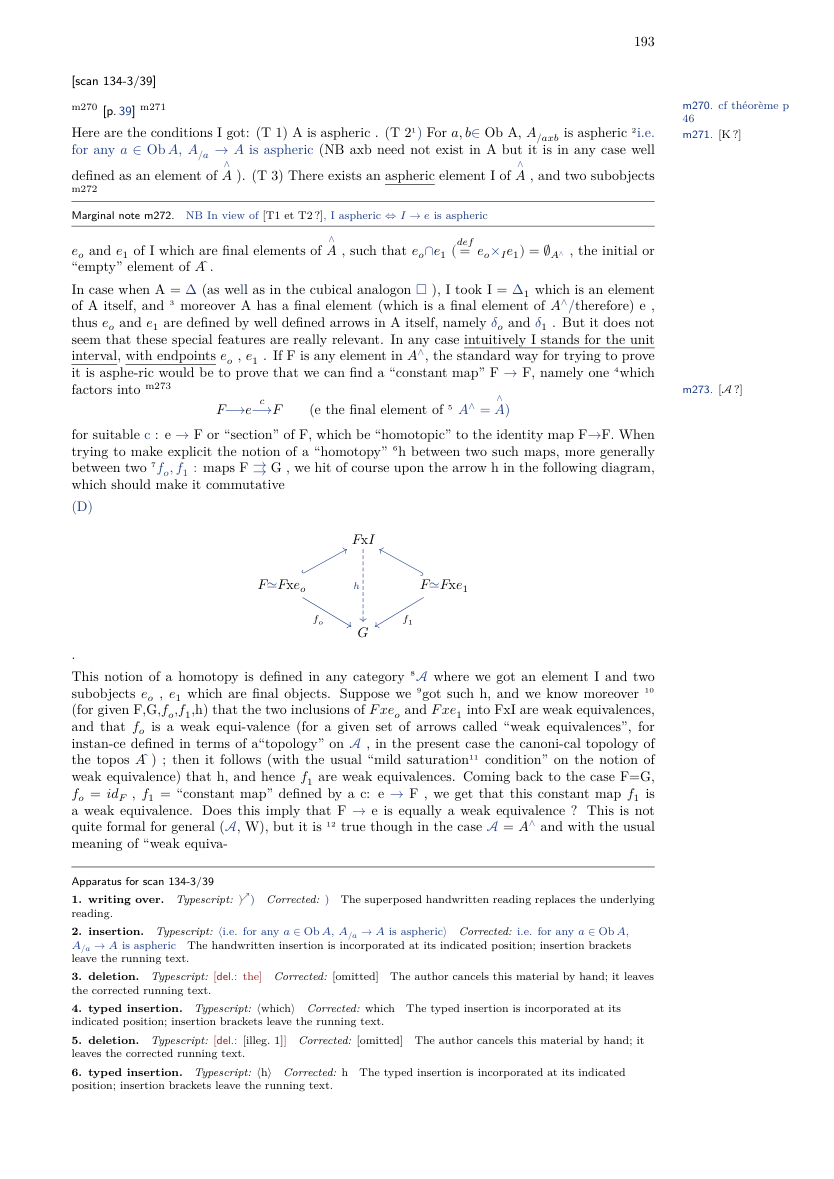 193
[scan 134-3/39]
m270 [p. 39] m271
m270. cf théorème p
46
m271. [K ?]
Here are the conditions I got: (T 1) A is aspheric . (T 2¹) For a, b∈ Ob A, A/axb is aspheric ²i.e.
for any a ∈ Ob A, A/a → A is aspheric (NB axb need not exist in A but it is in any case well
defined as an element of Â ). (T 3) There exists an aspheric element I of Â , and two subobjects
m272
Marginal note m272. NB In view of [T1 et T2 ?], I aspheric ⇔ I → e is aspheric
eₒ and e₁ of I which are final elements of Â , such that eₒ∩e₁ (def= eₒ×ᵢe₁) = ∅A^ , the initial or
“empty” element of Aˆ .
In case when A = Δ (as well as in the cubical analogon □ ), I took I = Δ₁ which is an element
of A itself, and ³ moreover A has a final element (which is a final element of A^/therefore) e ,
thus eₒ and e₁ are defined by well defined arrows in A itself, namely δₒ and δ₁ . But it does not
seem that these special features are really relevant. In any case intuitively I stands for the unit
interval, with endpoints eₒ , e₁ . If F is any element in A^, the standard way for trying to prove
it is asphe-ric would be to prove that we can find a “constant map” F → F, namely one ⁴which
factors into m273
m273. [𝒜 ?]
F⟶e c⟶F (e the final element of ⁵ A^ = Â)
for suitable c : e → F or “section” of F, which be “homotopic” to the identity map F→F. When
trying to make explicit the notion of a “homotopy” ⁶h between two such maps, more generally
between two ⁷fₒ, f₁ : maps F ⇉ G , we hit of course upon the arrow h in the following diagram,
which should make it commutative
(D)
FxI
F≃Fxeₒ h F≃Fxe₁
fₒ f₁
G
.
This notion of a homotopy is defined in any category ⁸𝒜 where we got an element I and two
subobjects eₒ , e₁ which are final objects. Suppose we ⁹got such h, and we know moreover ¹⁰
(for given F,G,fₒ,f₁,h) that the two inclusions of Fxeₒ and Fxe₁ into FxI are weak equivalences,
and that fₒ is a weak equi-valence (for a given set of arrows called “weak equivalences”, for
instan-ce defined in terms of a“topology” on 𝒜 , in the present case the canoni-cal topology of
the topos Aˆ ) ; then it follows (with the usual “mild saturation¹¹ condition” on the notion of
weak equivalence) that h, and hence f₁ are weak equivalences. Coming back to the case F=G,
fₒ = id_F , f₁ = “constant map” defined by a c: e → F , we get that this constant map f₁ is
a weak equivalence. Does this imply that F → e is equally a weak equivalence ? This is not
quite formal for general (𝒜, W), but it is ¹² true though in the case 𝒜 = A^ and with the usual
meaning of “weak equiva-
Apparatus for scan 134-3/39
1. writing over. Typescript: )↗) Corrected: ) The superposed handwritten reading replaces the underlying
reading.
2. insertion. Typescript: ⟨i.e. for any a ∈ Ob A, A/a → A is aspheric⟩ Corrected: i.e. for any a ∈ Ob A,
A/a → A is aspheric The handwritten insertion is incorporated at its indicated position; insertion brackets
leave the running text.
3. deletion. Typescript: [del.: the] Corrected: [omitted] The author cancels this material by hand; it leaves
the corrected running text.
4. typed insertion. Typescript: ⟨which⟩ Corrected: which The typed insertion is incorporated at its
indicated position; insertion brackets leave the running text.
5. deletion. Typescript: [del.: [illeg. 1]] Corrected: [omitted] The author cancels this material by hand; it
leaves the corrected running text.
6. typed insertion. Typescript: ⟨h⟩ Corrected: h The typed insertion is incorporated at its indicated
position; insertion brackets leave the running text.